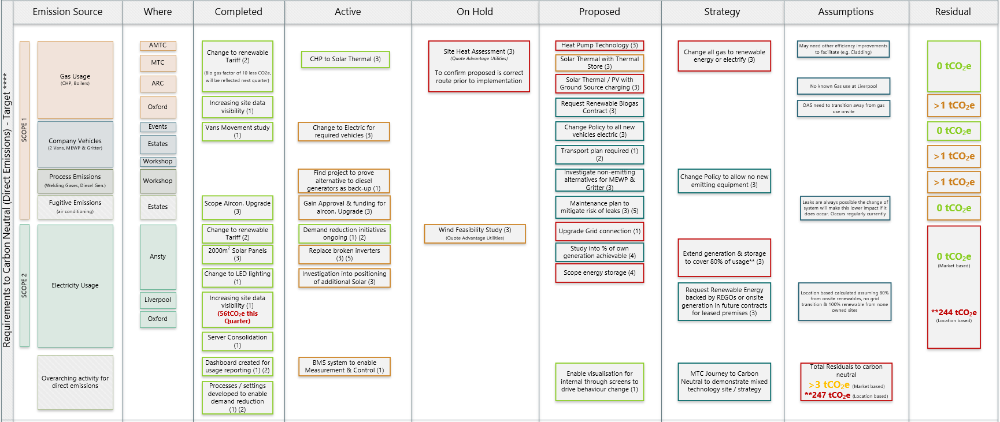 Requirements to Carbon Neutral (Direct Emissions) - Target ****
Emission Source
Where
Completed
Active
On Hold
Proposed
Strategy
Assumptions
Residual
SCOPE 1
Gas Usage
(CHP, Boilers)
AMTC
MTC
ARC
Oxford
Change to renewable
Tariff (2)
(Bio gas factor of 10 less CO2e,
will be reflected next quarter)
Increasing site data
visibility (1)
CHP to Solar Thermal (3)
Site Heat Assessment (3)
(Quote Advantage Utilities)
To confirm proposed is correct
route prior to implementation
Heat Pump Technology (3)
Solar Thermal with Thermal
Store (3)
Solar Thermal / PV with
Ground Source charging (3)
Request Renewable Biogas
Contract (3)
Change all gas to renewable
energy or electrify (3)
May need other efficiency improvements
to facilitate (e.g. Cladding)
No known Gas use at Liverpool
OAS need to transition away from gas
use onsite
0 tCO₂e
>1 tCO₂e
Company Vehicles
(2 Vans, MEWP & Gritter)
Events
Estates
Workshop
Vans Movement study
(1)
Change to Electric for
required vehicles (3)
Change Policy to all new
vehicles electric (3)
Transport plan required (1)
(2)
0 tCO₂e
>1 tCO₂e
Process Emissions
(Welding Gases, Diesel Gen.)
Workshop
Find project to prove
alternative to diesel
generators as back-up (1)
Investigate non-emitting
alternatives for MEWP &
Gritter (3)
Change Policy to allow no new
emitting equipment (3)
>1 tCO₂e
Fugitive Emissions
(air conditioning)
Estates
Scope Aircon. Upgrade
(3)
Gain Approval & funding for
aircon. Upgrade (3)
Maintenance plan to
mitigate risk of leaks (3) (5)
Leaks are always possible the change of
system will make this lower impact if it
does occur. Occurs regularly currently
0 tCO₂e
SCOPE 2
Electricity Usage
Ansty
Liverpool
Oxford
Change to renewable
Tariff (2)
2000m² Solar Panels
(3)
Change to LED lighting
(1)
Increasing site data
visibility (1)
(56tCO₂e this
Quarter)
Server Consolidation
(1)
Demand reduction initiatives
ongoing (1) (2)
Replace broken inverters
(3) (5)
Investigation into positioning
of additional Solar (3)
Wind Feasibility Study (3)
(Quote Advantage Utilities)
Upgrade Grid connection (1)
Study into % of own
generation achievable (4)
Scope energy storage (4)
Extend generation & storage
to cover 80% of usage** (3)
Request Renewable Energy
backed by REGOs or onsite
generation in future contracts
for leased premises (3)
Location based calculated assuming 80%
from onsite renewables, no grid
transition & 100% renewable from none
owned sites
0 tCO₂e
(Market based)
**244 tCO₂e
(Location based)
Overarching activity for
direct emissions
Dashboard created for
usage reporting (1) (2)
Processes / settings
developed to enable
demand reduction
(1) (2)
BMS system to enable
Measurement & Control (1)
Enable visualisation for
internal through screens to
drive behaviour change (1)
MTC Journey to Carbon
Neutral to demonstrate mixed
technology site / strategy
Total Residuals to carbon
neutral
>3 tCO₂e (Market based)
**247 tCO₂e (Location based)